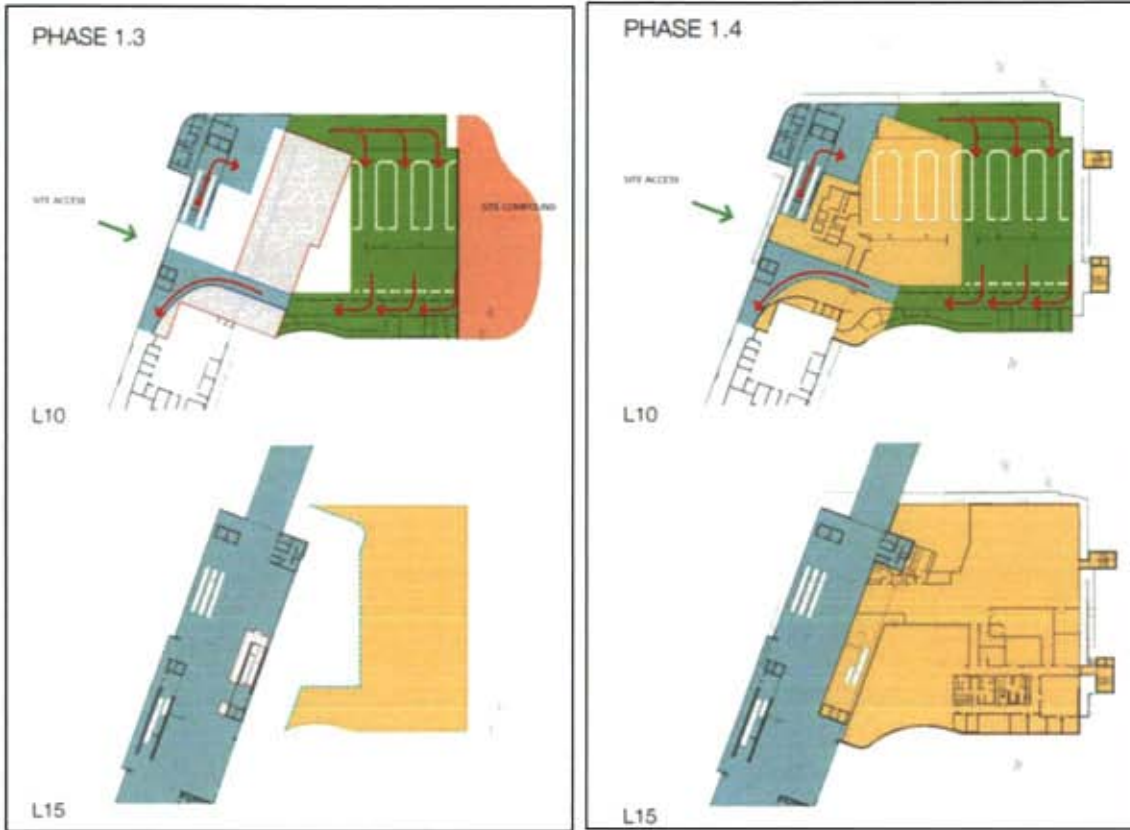 PHASE 1.3
SITE ACCESS
SITE COMPOUND
L10
L15
PHASE 1.4
SITE ACCESS
L10
L15